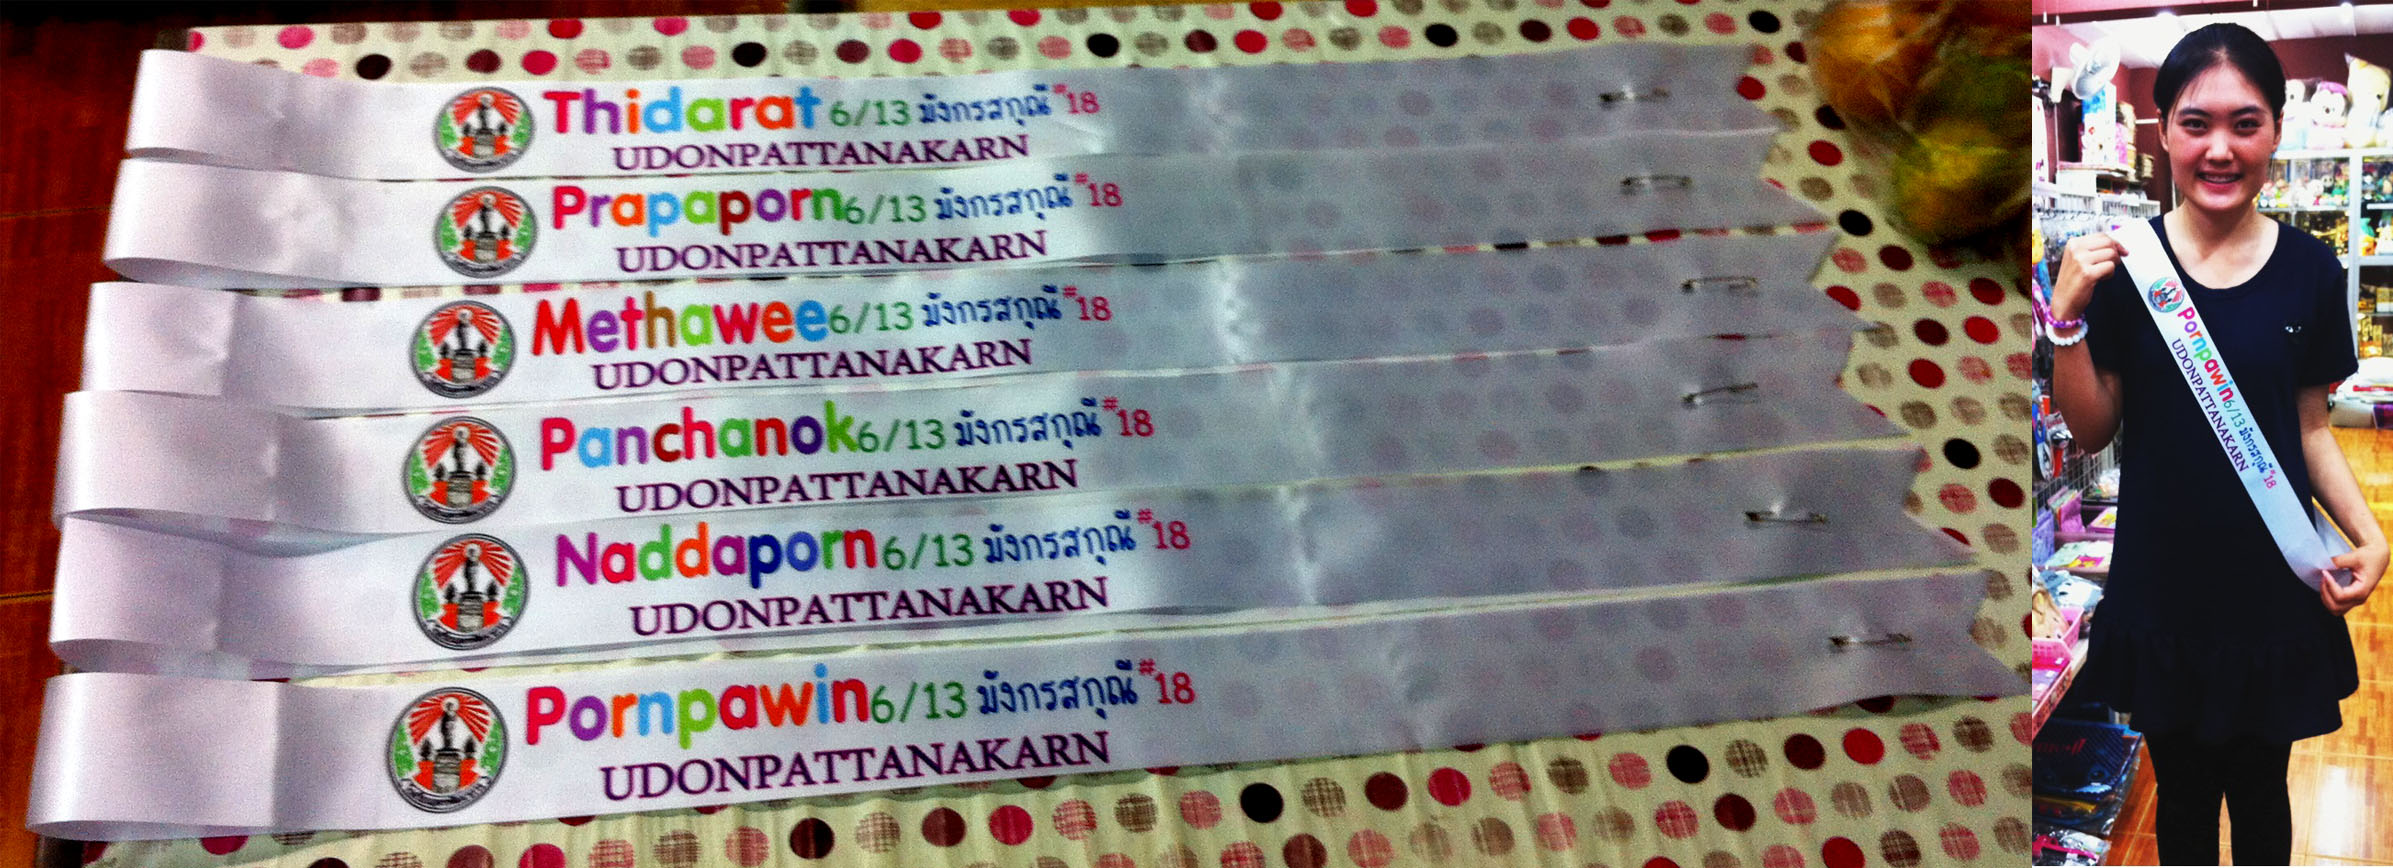 Thidarat 6/13 มังกรสกุณี #18
UDONPATTANAKARN
Prapaporn 6/13 มังกรสกุณี #18
UDONPATTANAKARN
Methawee 6/13 มังกรสกุณี #18
UDONPATTANAKARN
Panchanok 6/13 มังกรสกุณี #18
UDONPATTANAKARN
Naddaporn 6/13 มังกรสกุณี #18
UDONPATTANAKARN
Pornpawin 6/13 มังกรสกุณี #18
UDONPATTANAKARN
Pornpawin 6/13 มังกรสกุณี #18
UDONPATTANAKARN